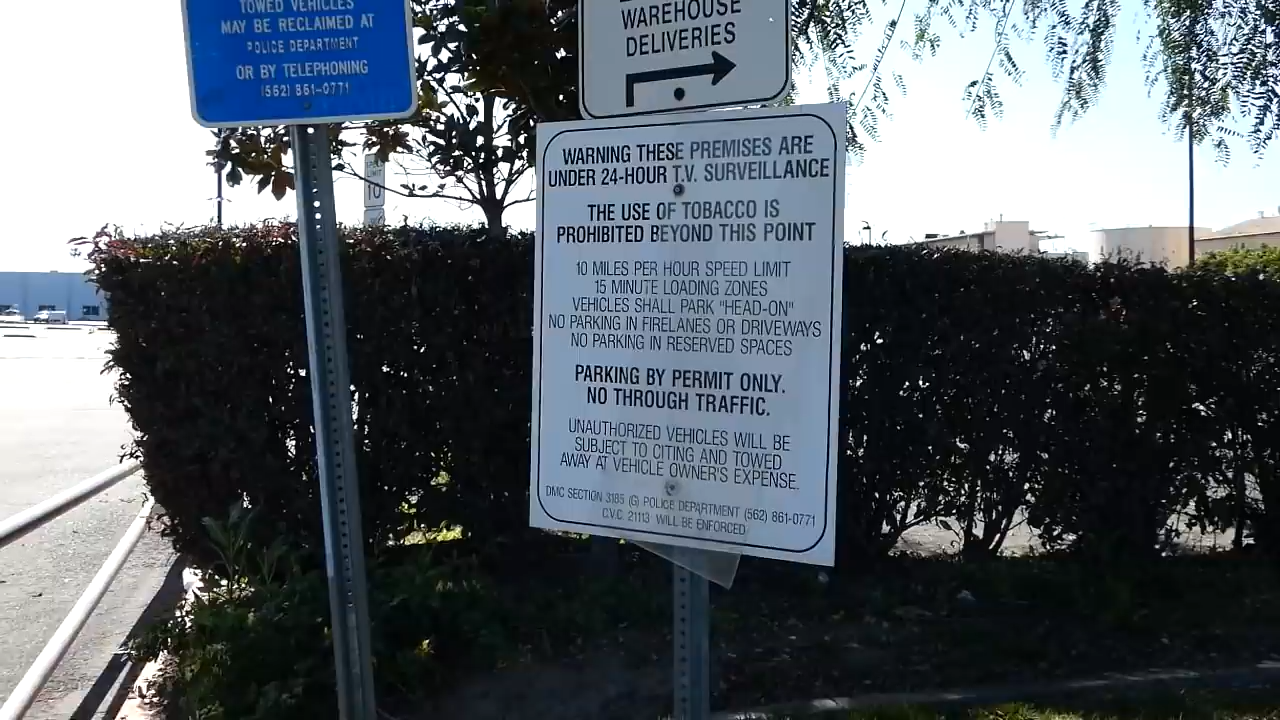 TOWED VEHICLES
MAY BE RECLAIMED AT
POLICE DEPARTMENT
OR BY TELEPHONING
(562) 861-0771
WAREHOUSE
DELIVERIES
LIMIT
10
WARNING THESE PREMISES ARE
UNDER 24-HOUR T.V. SURVEILLANCE
THE USE OF TOBACCO IS
PROHIBITED BEYOND THIS POINT
10 MILES PER HOUR SPEED LIMIT
15 MINUTE LOADING ZONES
VEHICLES SHALL PARK "HEAD-ON"
NO PARKING IN FIRELANES OR DRIVEWAYS
NO PARKING IN RESERVED SPACES
PARKING BY PERMIT ONLY.
NO THROUGH TRAFFIC.
UNAUTHORIZED VEHICLES WILL BE
SUBJECT TO CITING AND TOWED
AWAY AT VEHICLE OWNER'S EXPENSE.
DMC SECTION 3185 (G) POLICE DEPARTMENT (562) 861-0771
C.V.C. 21113 WILL BE ENFORCED